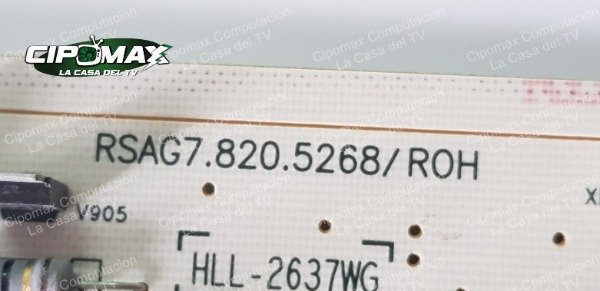 CIPOMAX
LA CASA DEL TV
RSAG7.820.5268/ROH
V905
HLL-2637WG
Cipomax Computación
La Casa del TV